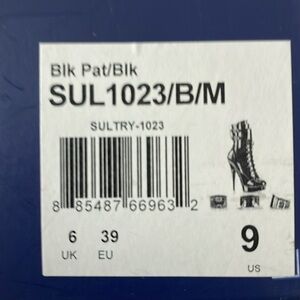 Blk Pat/Blk
SUL1023/B/M
SULTRY-1023
8 85487 66963 2
6 39 9
UK EU US